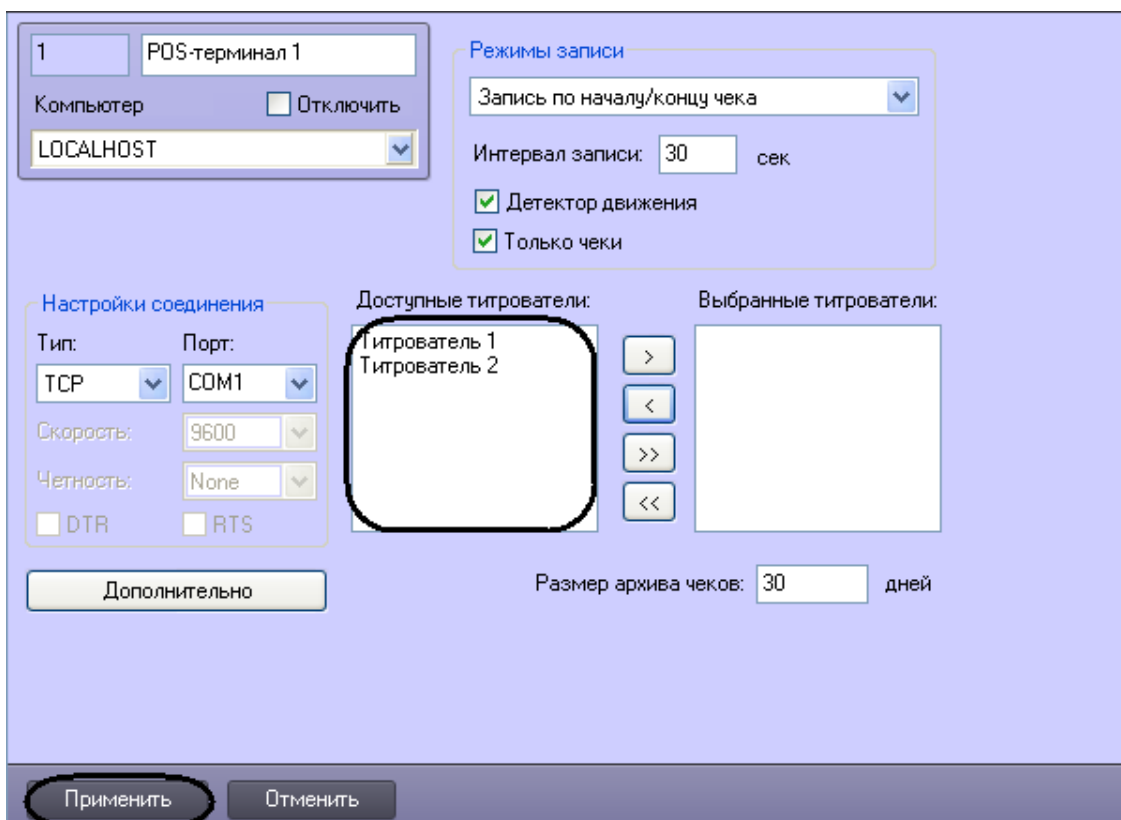 1
POS-терминал 1
Компьютер
Отключить
LOCALHOST
Режимы записи
Запись по началу/концу чека
Интервал записи: 30 сек
Детектор движения
Только чеки
Настройки соединения
Тип: Порт:
TCP COM1
Скорость: 9600
Четность: None
DTR RTS
Дополнительно
Доступные титрователи:
Титрователь 1
Титрователь 2
>
<
>>
<<
Выбранные титрователи:
Размер архива чеков: 30 дней
Применить
Отменить